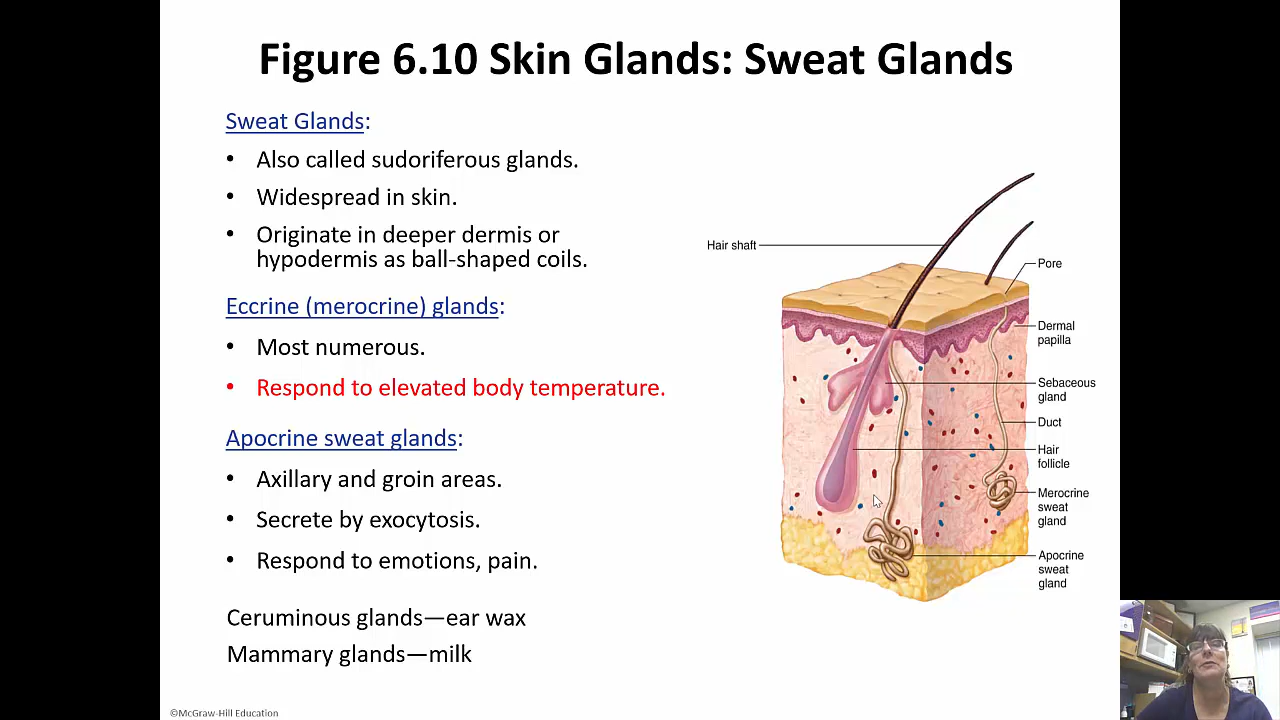 Figure 6.10 Skin Glands: Sweat Glands
Sweat Glands:
• Also called sudoriferous glands.
• Widespread in skin.
• Originate in deeper dermis or
hypodermis as ball-shaped coils.
Eccrine (merocrine) glands:
• Most numerous.
• Respond to elevated body temperature.
Apocrine sweat glands:
• Axillary and groin areas.
• Secrete by exocytosis.
• Respond to emotions, pain.
Ceruminous glands—ear wax
Mammary glands—milk
Hair shaft
Pore
Dermal
papilla
Sebaceous
gland
Duct
Hair
follicle
Merocrine
sweat
gland
Apocrine
sweat
gland
©McGraw-Hill Education